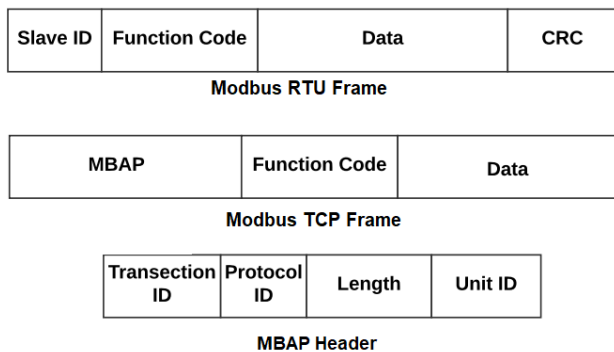 Slave ID Function Code Data CRC
Modbus RTU Frame
MBAP Function Code Data
Modbus TCP Frame
Transection Protocol Length Unit ID
ID ID
MBAP Header